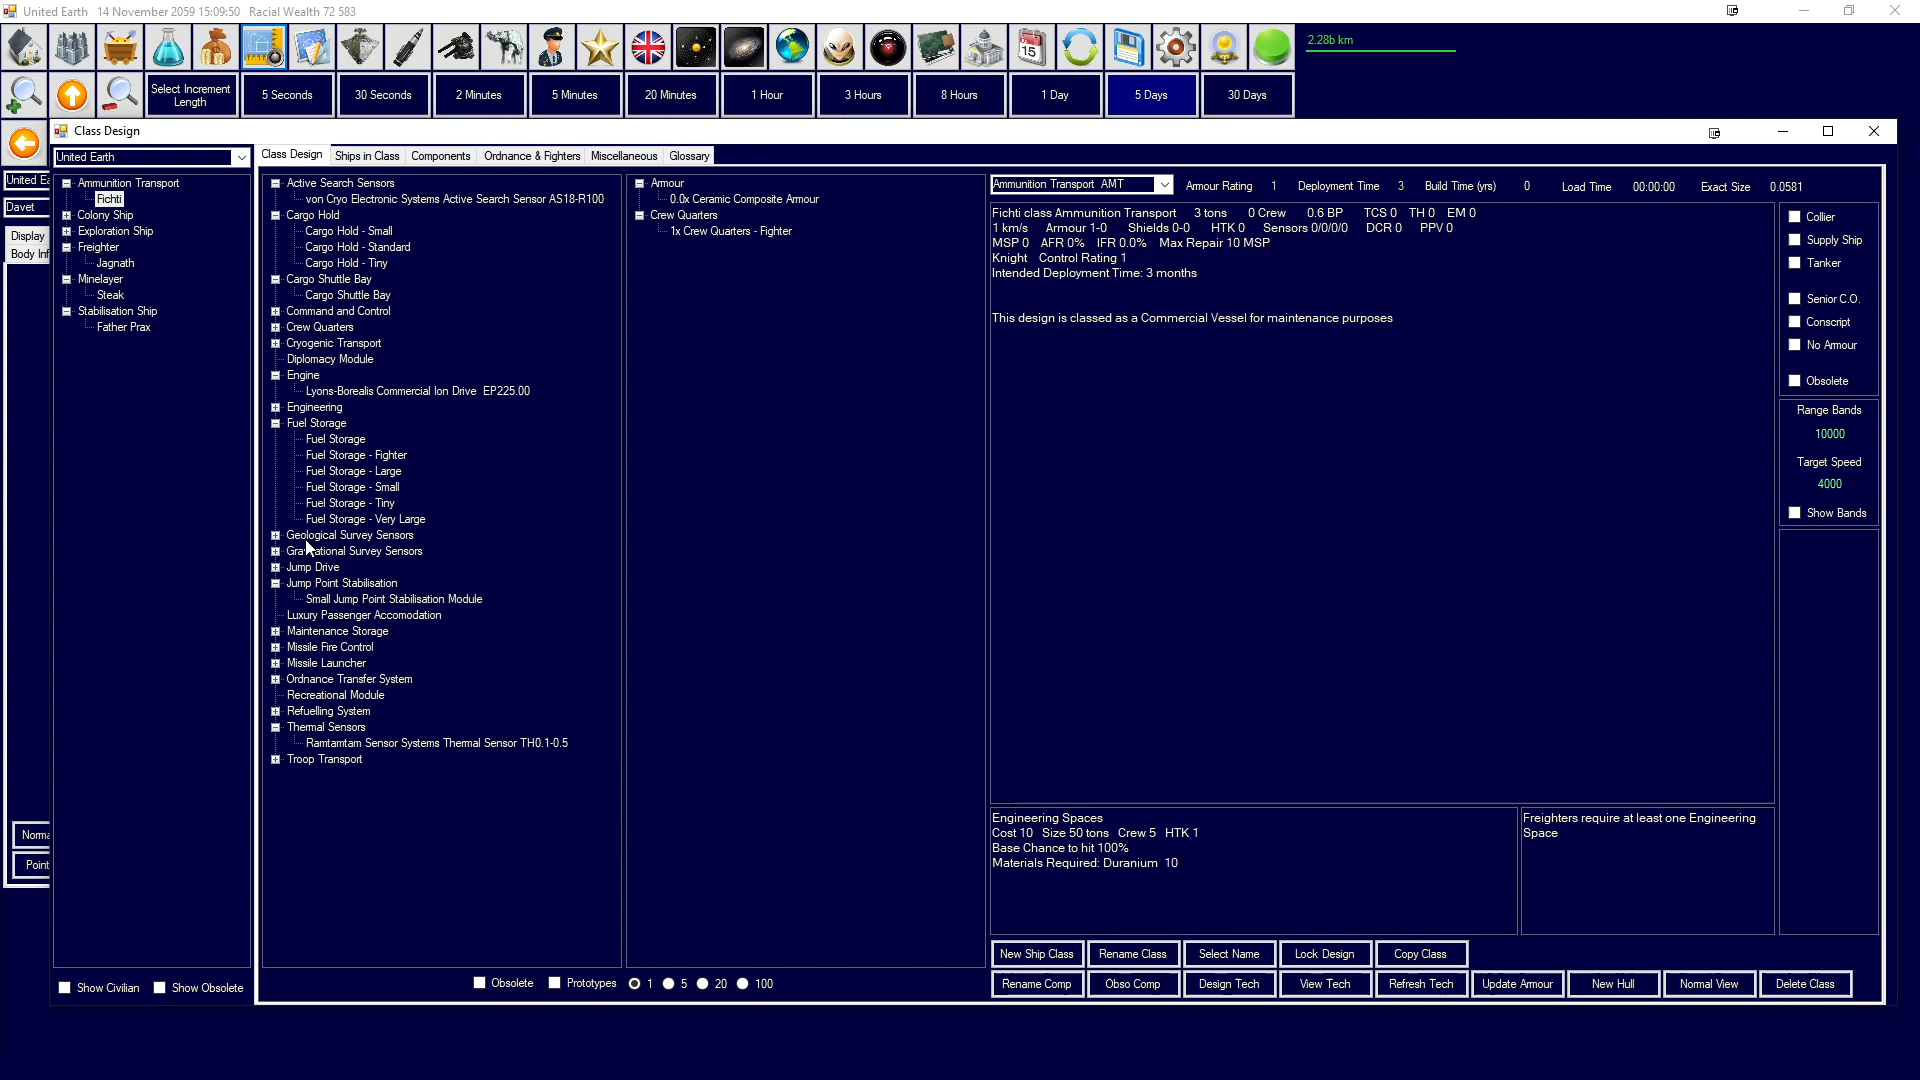 United Earth   14 November 2059 15:09:50   Racial Wealth 72 583
15
2.28b km
Select Increment Length
5 Seconds
30 Seconds
2 Minutes
5 Minutes
20 Minutes
1 Hour
3 Hours
8 Hours
1 Day
5 Days
30 Days
Class Design
United Ea
Davet
Display
Body Inf
Norma
Point
United Earth
Ammunition Transport
Fichti
Colony Ship
Exploration Ship
Freighter
Jagnath
Minelayer
Steak
Stabilisation Ship
Father Prax
Show Civilian
Show Obsolete
Class Design
Ships in Class
Components
Ordnance & Fighters
Miscellaneous
Glossary
Active Search Sensors
von Cryo Electronic Systems Active Search Sensor AS18-R100
Cargo Hold
Cargo Hold - Small
Cargo Hold - Standard
Cargo Hold - Tiny
Cargo Shuttle Bay
Cargo Shuttle Bay
Command and Control
Crew Quarters
Cryogenic Transport
Diplomacy Module
Engine
Lyons-Borealis Commercial Ion Drive  EP225.00
Engineering
Fuel Storage
Fuel Storage
Fuel Storage - Fighter
Fuel Storage - Large
Fuel Storage - Small
Fuel Storage - Tiny
Fuel Storage - Very Large
Geological Survey Sensors
Gravitational Survey Sensors
Jump Drive
Jump Point Stabilisation
Small Jump Point Stabilisation Module
Luxury Passenger Accomodation
Maintenance Storage
Missile Fire Control
Missile Launcher
Ordnance Transfer System
Recreational Module
Refuelling System
Thermal Sensors
Ramtamtam Sensor Systems Thermal Sensor TH0.1-0.5
Troop Transport
Obsolete
Prototypes
1
5
20
100
Armour
0.0x Ceramic Composite Armour
Crew Quarters
1x Crew Quarters - Fighter
Ammunition Transport  AMT
Armour Rating  1
Deployment Time  3
Build Time (yrs)  0
Load Time  00:00:00
Exact Size  0.0581
Fichti class Ammunition Transport      3 tons      0 Crew      0.6 BP      TCS 0    TH 0    EM 0
1 km/s      Armour 1-0      Shields 0-0      HTK 0      Sensors 0/0/0/0      DCR 0      PPV 0
MSP 0    AFR 0%    IFR 0.0%    Max Repair 10 MSP
Knight    Control Rating 1
Intended Deployment Time: 3 months
This design is classed as a Commercial Vessel for maintenance purposes
Engineering Spaces
Cost 10   Size 50 tons   Crew 5   HTK 1
Base Chance to hit 100%
Materials Required: Duranium  10
Freighters require at least one Engineering
Space
Collier
Supply Ship
Tanker
Senior C.O.
Conscript
No Armour
Obsolete
Range Bands
10000
Target Speed
4000
Show Bands
New Ship Class
Rename Class
Select Name
Lock Design
Copy Class
Rename Comp
Obso Comp
Design Tech
View Tech
Refresh Tech
Update Armour
New Hull
Normal View
Delete Class